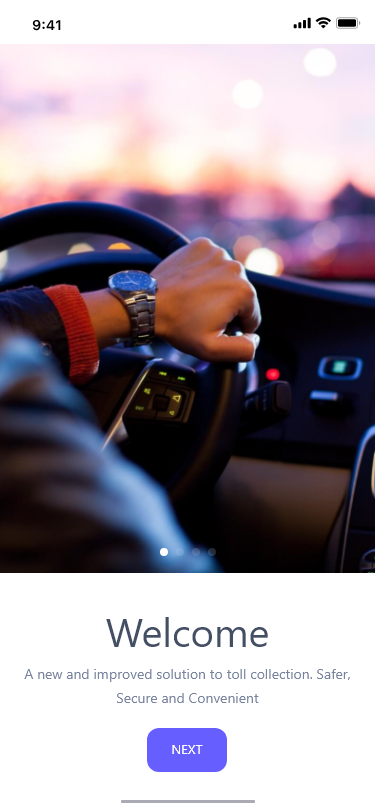 9:41
Welcome
A new and improved solution to toll collection. Safer,
Secure and Convenient
NEXT